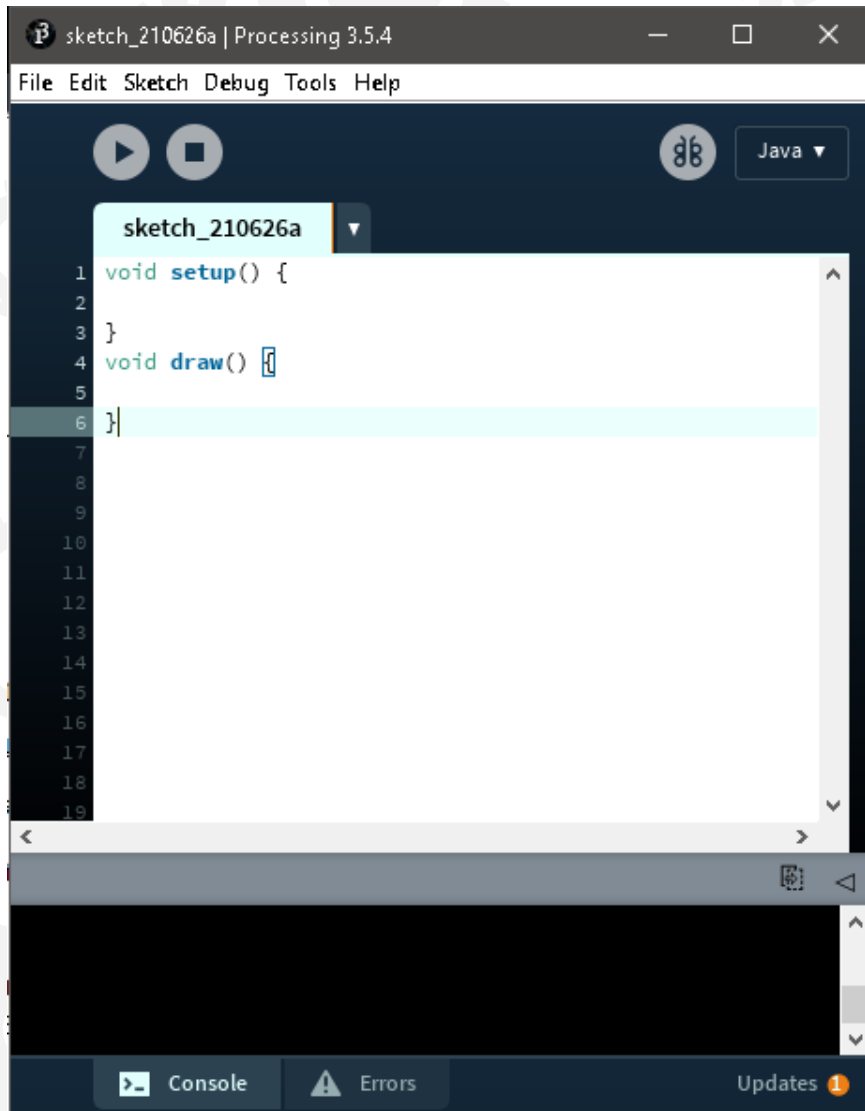 sketch_210626a | Processing 3.5.4
File Edit Sketch Debug Tools Help
Java ▼
sketch_210626a ▼
1 void setup() {
2
3 }
4 void draw() {
5
6 }
7
8
9
10
11
12
13
14
15
16
17
18
19
Console Errors Updates 1